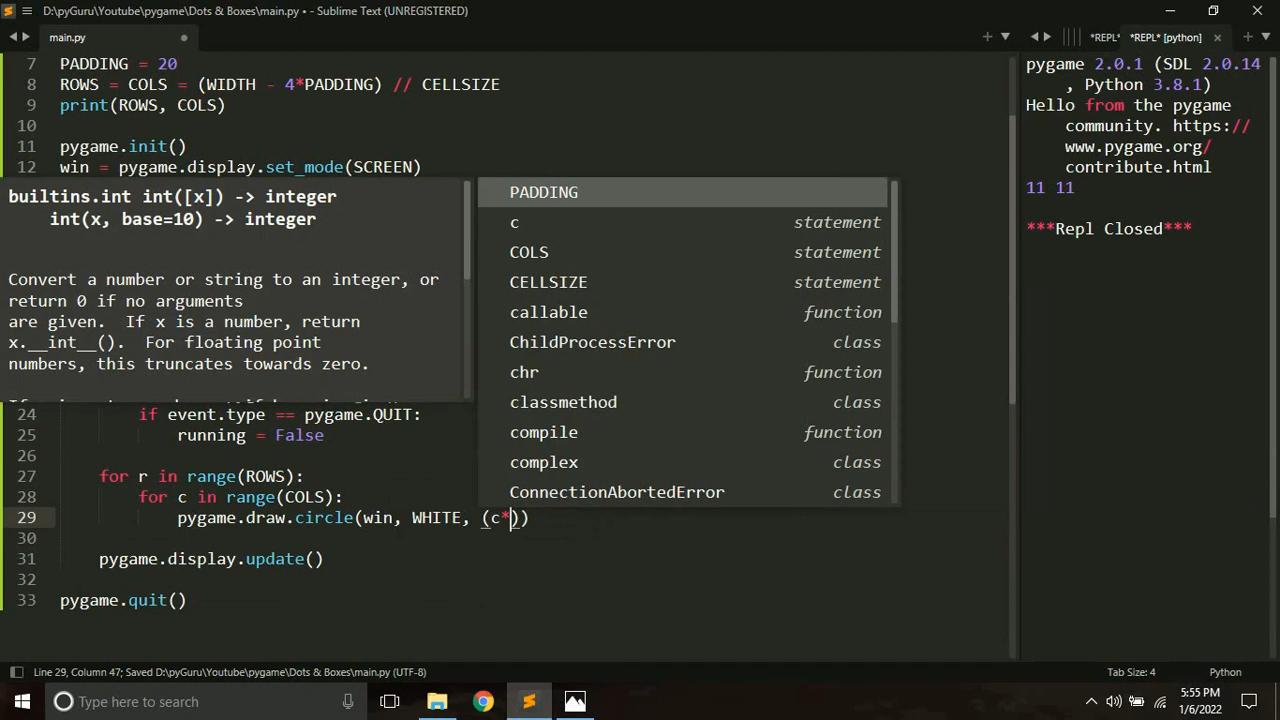 D:\pyGuru\Youtube\pygame\Dots & Boxes\main.py • - Sublime Text (UNREGISTERED)
main.py
*REPL*
*REPL* [python]
7 PADDING = 20
8 ROWS = COLS = (WIDTH - 4*PADDING) // CELLSIZE
9 print(ROWS, COLS)
10
11 pygame.init()
12 win = pygame.display.set_mode(SCREEN)
builtins.int int([x]) -> integer
int(x, base=10) -> integer
Convert a number or string to an integer, or
return 0 if no arguments
are given.  If x is a number, return
x.__int__().  For floating point
numbers, this truncates towards zero.
PADDING
c statement
COLS statement
CELLSIZE statement
callable function
ChildProcessError class
chr function
classmethod class
compile function
complex class
ConnectionAbortedError class
24 if event.type == pygame.QUIT:
25 running = False
26
27 for r in range(ROWS):
28 for c in range(COLS):
29 pygame.draw.circle(win, WHITE, (c*))
30
31 pygame.display.update()
32
33 pygame.quit()
pygame 2.0.1 (SDL 2.0.14
, Python 3.8.1)
Hello from the pygame
community. https://
www.pygame.org/
contribute.html
11 11
***Repl Closed***
Line 29, Column 47; Saved D:\pyGuru\Youtube\pygame\Dots & Boxes\main.py (UTF-8)
Tab Size: 4
Python
Type here to search
5:55 PM
1/6/2022